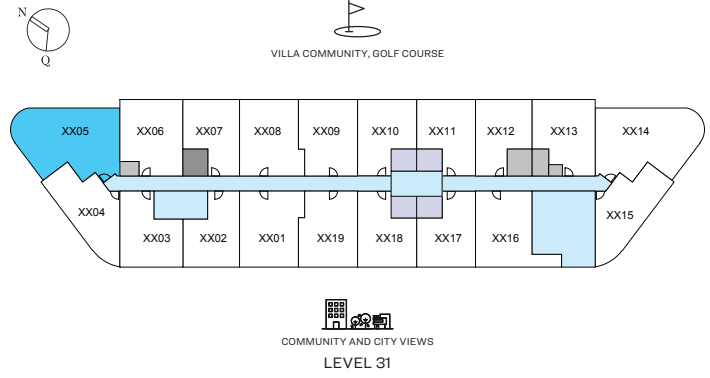 N
Q
VILLA COMMUNITY, GOLF COURSE
XX05 XX06 XX07 XX08 XX09 XX10 XX11 XX12 XX13 XX14
XX04 XX03 XX02 XX01 XX19 XX18 XX17 XX16 XX15
COMMUNITY AND CITY VIEWS
LEVEL 31